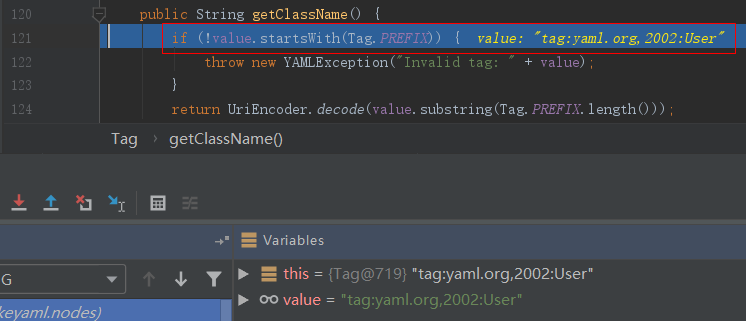 120 public String getClassName() {
121 if (!value.startsWith(Tag.PREFIX)) { value: "tag:yaml.org,2002:User"
122 throw new YAMLException("Invalid tag: " + value);
123 }
124 return UriEncoder.decode(value.substring(Tag.PREFIX.length()));
Tag › getClassName()
Variables
G
this = {Tag@719} "tag:yaml.org,2002:User"
value = "tag:yaml.org,2002:User"
keyaml.nodes)